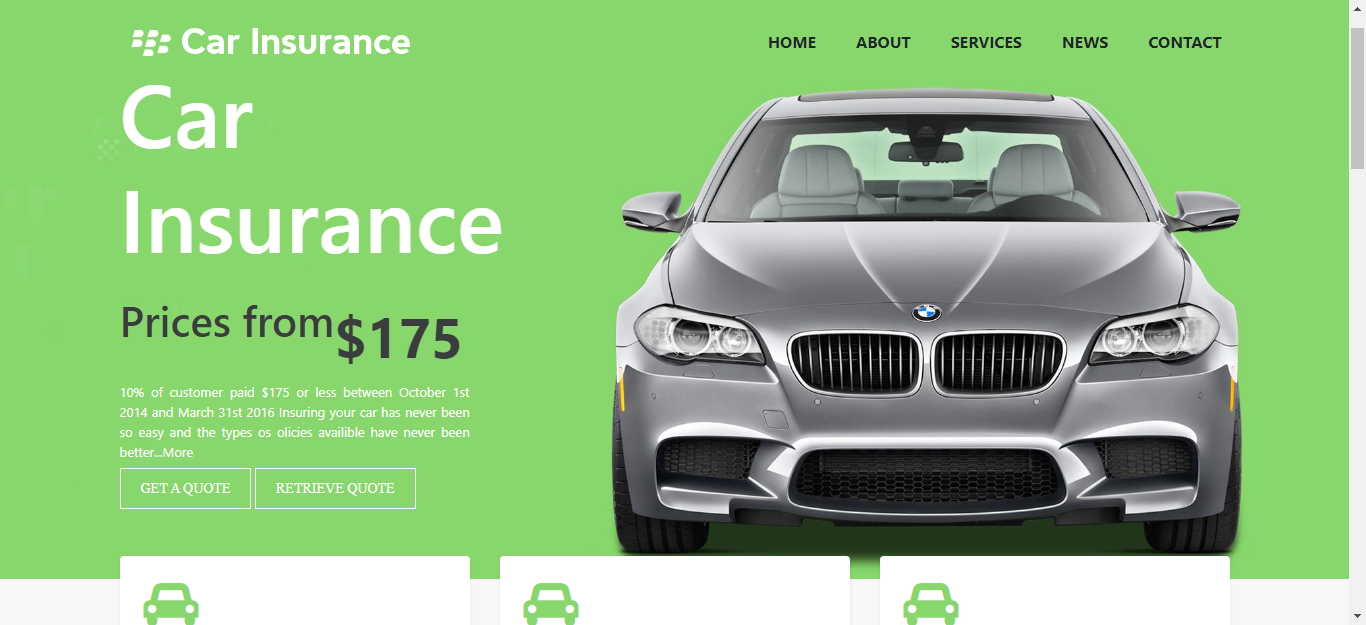 Car Insurance
HOME ABOUT SERVICES NEWS CONTACT
Car
Insurance
Prices from$175
10% of customer paid $175 or less between October 1st
2014 and March 31st 2016 Insuring your car has never been
so easy and the types os olicies availible have never been
better...More
GET A QUOTE RETRIEVE QUOTE